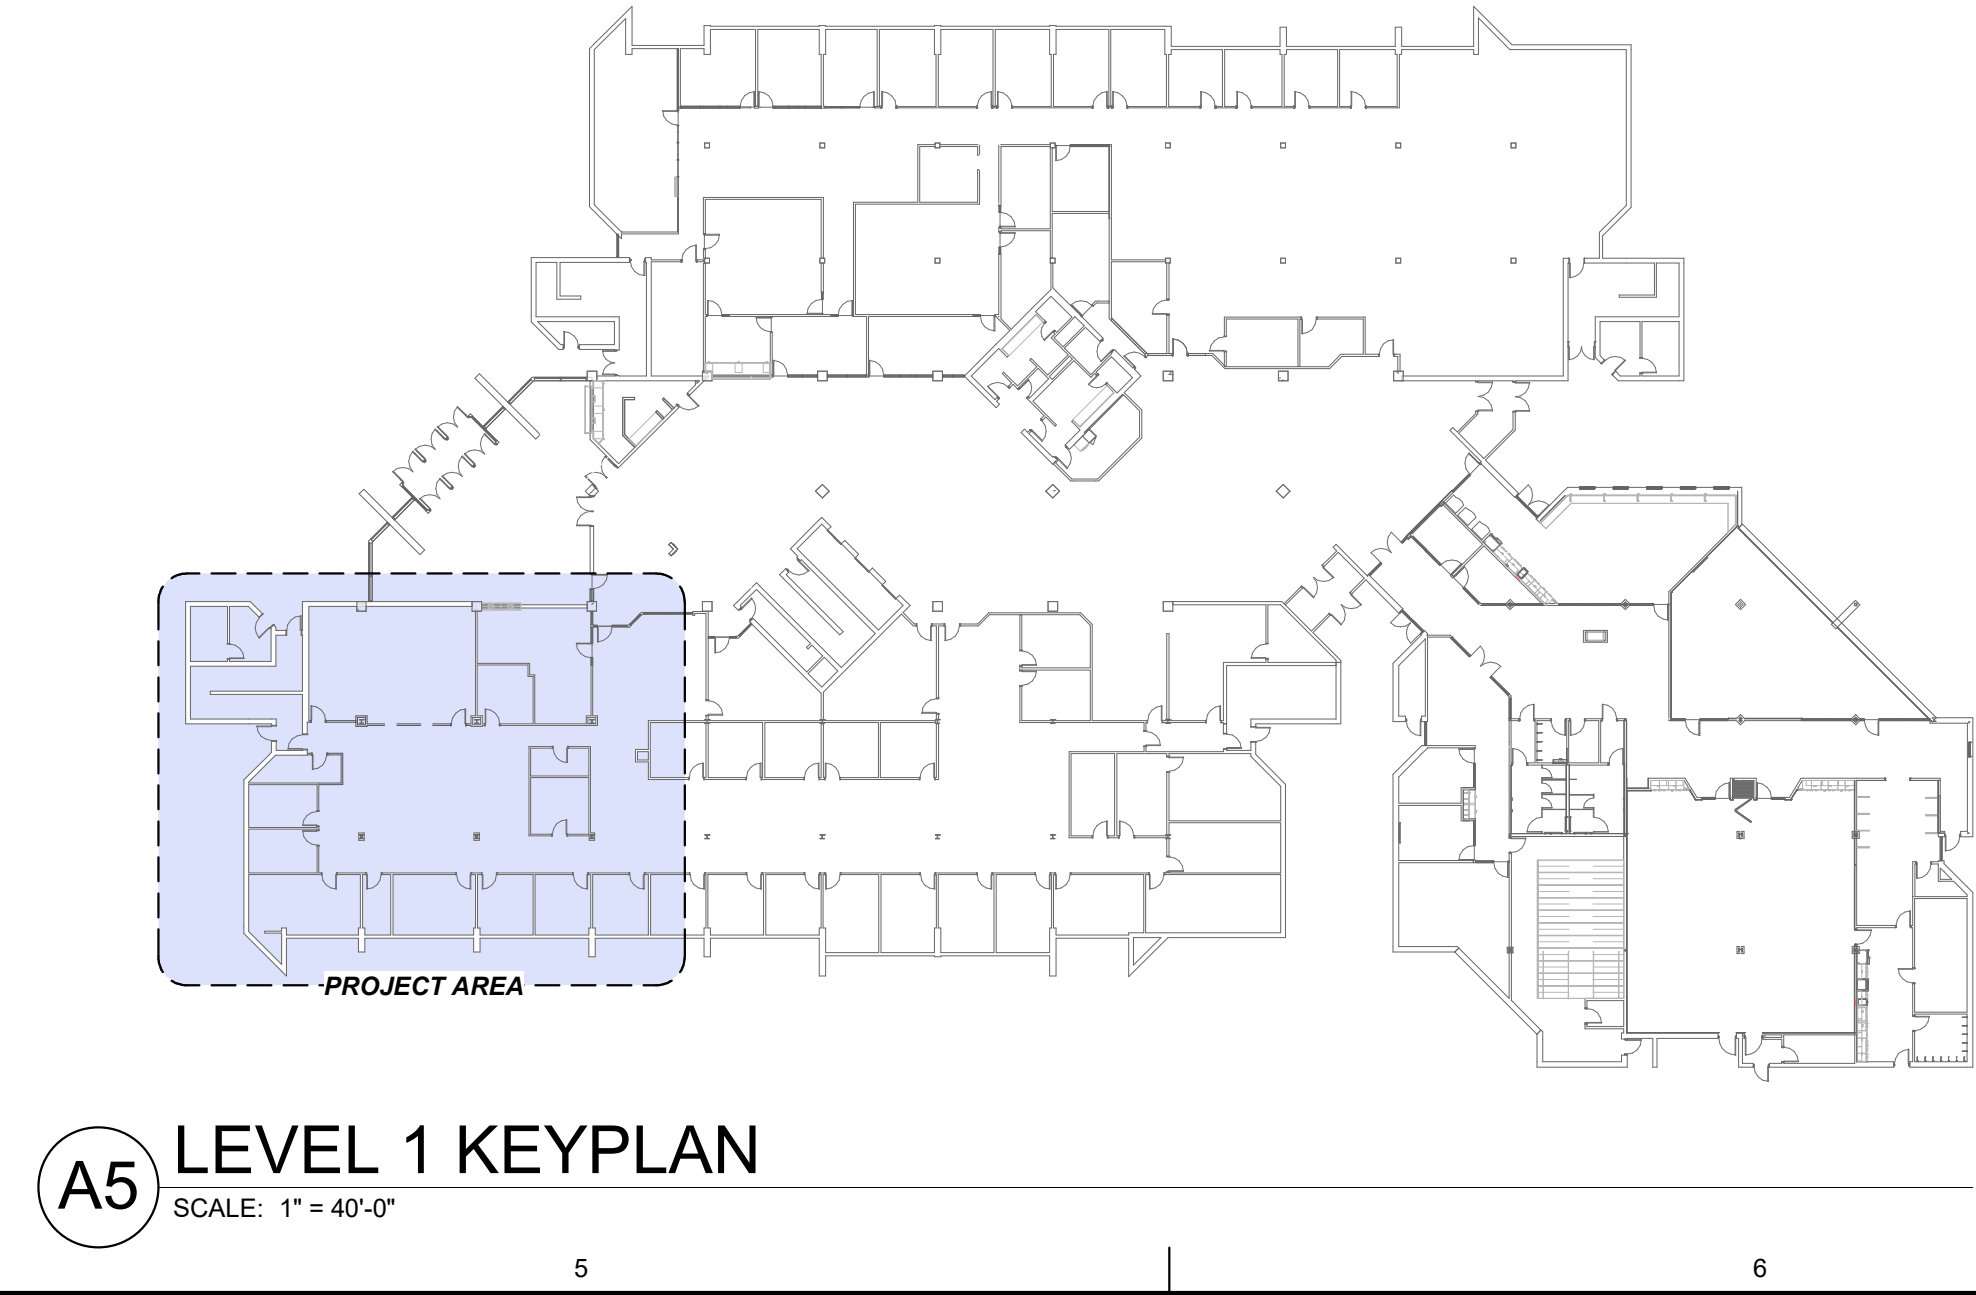 PROJECT AREA
A5
LEVEL 1 KEYPLAN
SCALE: 1" = 40'-0"
5
6